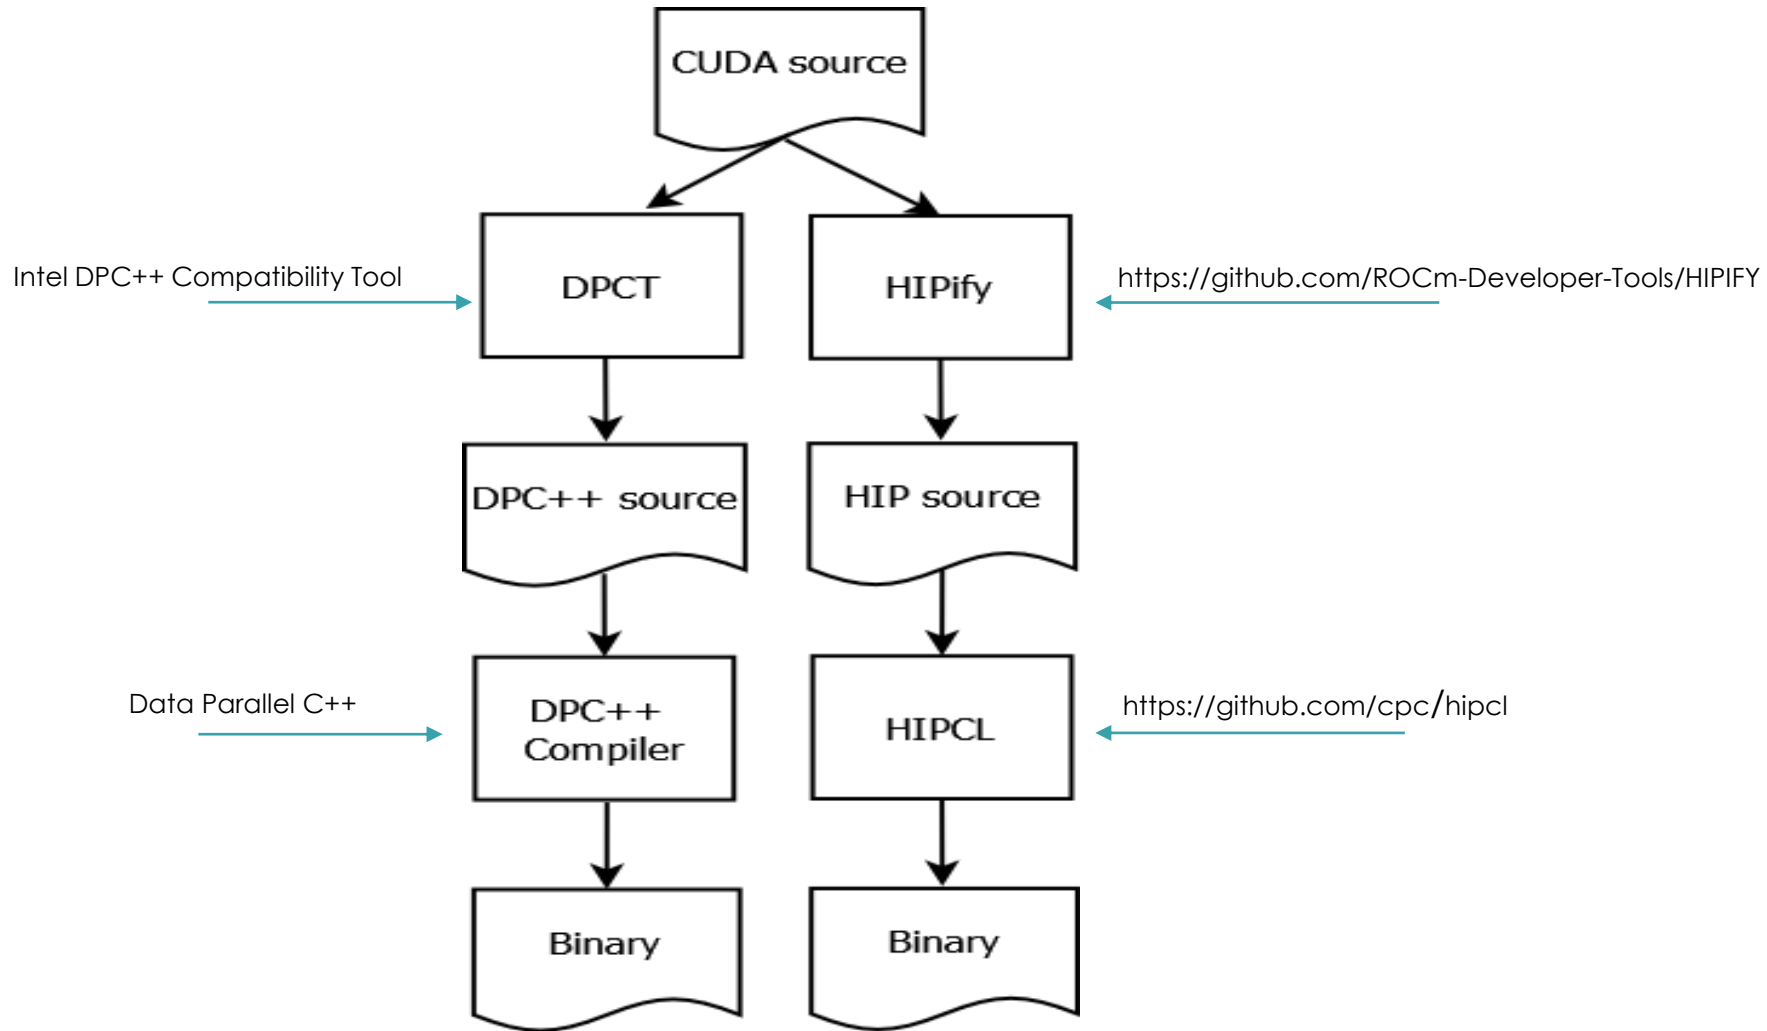 CUDA source
Intel DPC++ Compatibility Tool
DPCT
HIPify
https://github.com/ROCm-Developer-Tools/HIPIFY
DPC++ source
HIP source
Data Parallel C++
DPC++
Compiler
HIPCL
https://github.com/cpc/hipcl
Binary
Binary